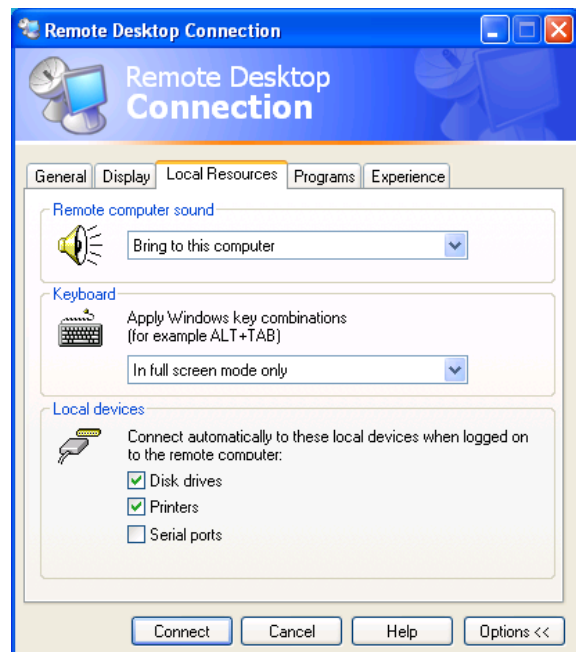 Remote Desktop Connection
Remote Desktop
Connection
General Display Local Resources Programs Experience
Remote computer sound
Bring to this computer
Keyboard
Apply Windows key combinations
(for example ALT+TAB)
In full screen mode only
Local devices
Connect automatically to these local devices when logged on
to the remote computer:
Disk drives
Printers
Serial ports
Connect Cancel Help Options <<